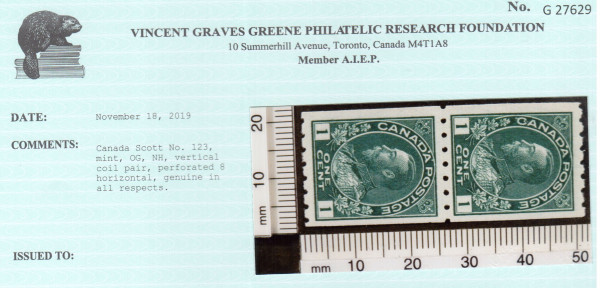 No. G 27629
VINCENT GRAVES GREENE PHILATELIC RESEARCH FOUNDATION
10 Summerhill Avenue, Toronto, Canada M4T1A8
Member A.I.E.P.
DATE: November 18, 2019
COMMENTS: Canada Scott No. 123,
mint, OG, NH, vertical
coil pair, perforated 8
horizontal, genuine in
all respects.
ISSUED TO:
20
10
mm
CANADA POSTAGE
1 ONE CENT 1
CANADA POSTAGE
1 ONE CENT 1
mm 10 20 30 40 50